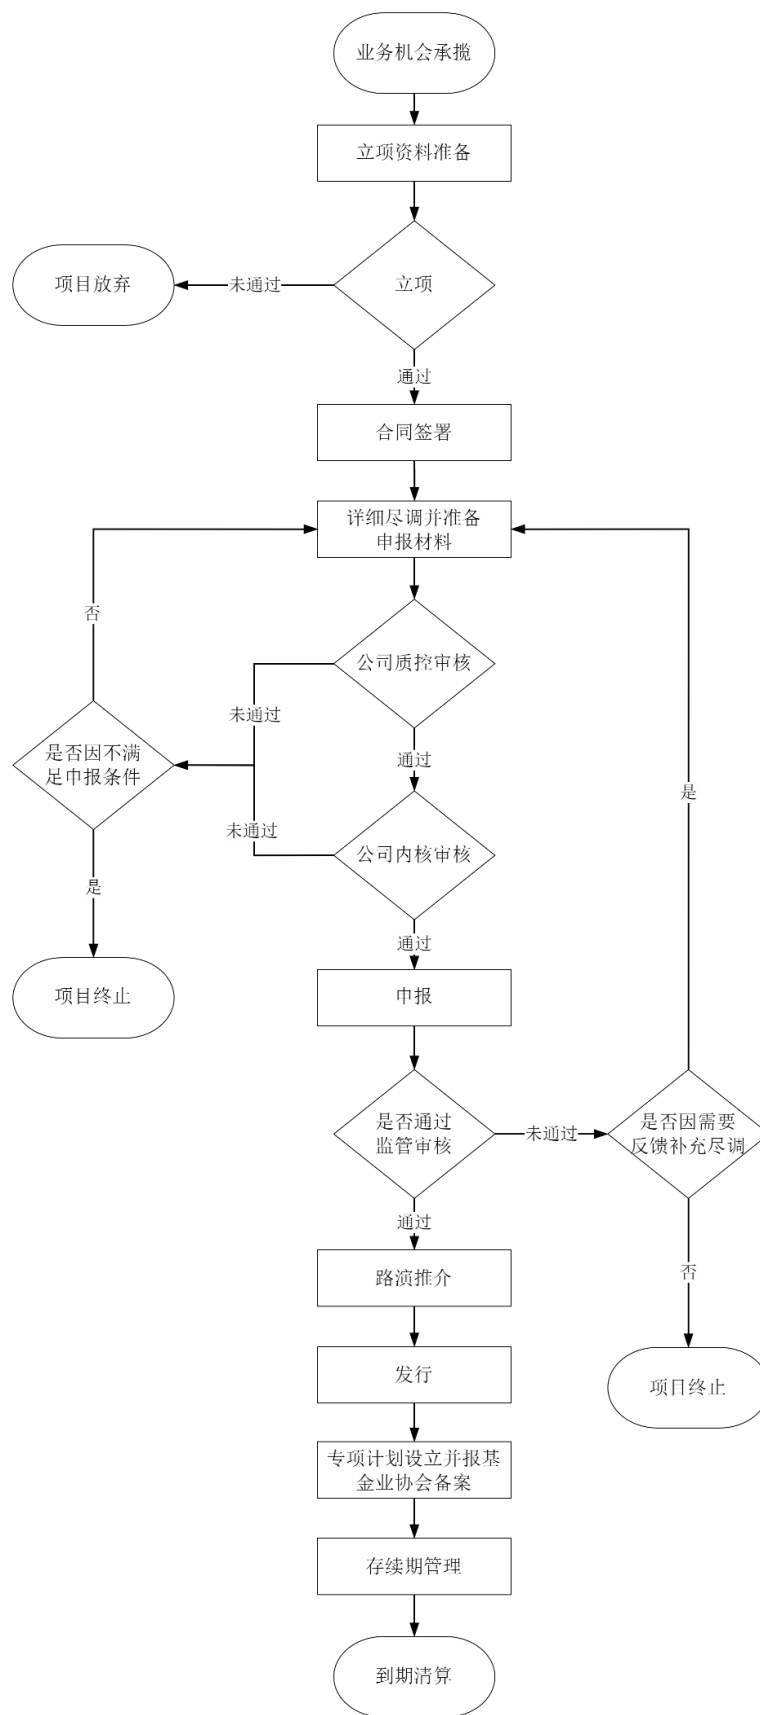 业务机会承揽
立项资料准备
项目放弃
未通过
立项
通过
合同签署
详细尽调并准备
申报材料
否
公司质控审核
未通过
是否因不满
足申报条件
通过
是
未通过
公司内核审核
是
通过
项目终止
申报
是否通过
监管审核
未通过
是否因需要
反馈补充尽调
通过
路演推介
否
发行
项目终止
专项计划设立并报基
金业协会备案
存续期管理
到期清算